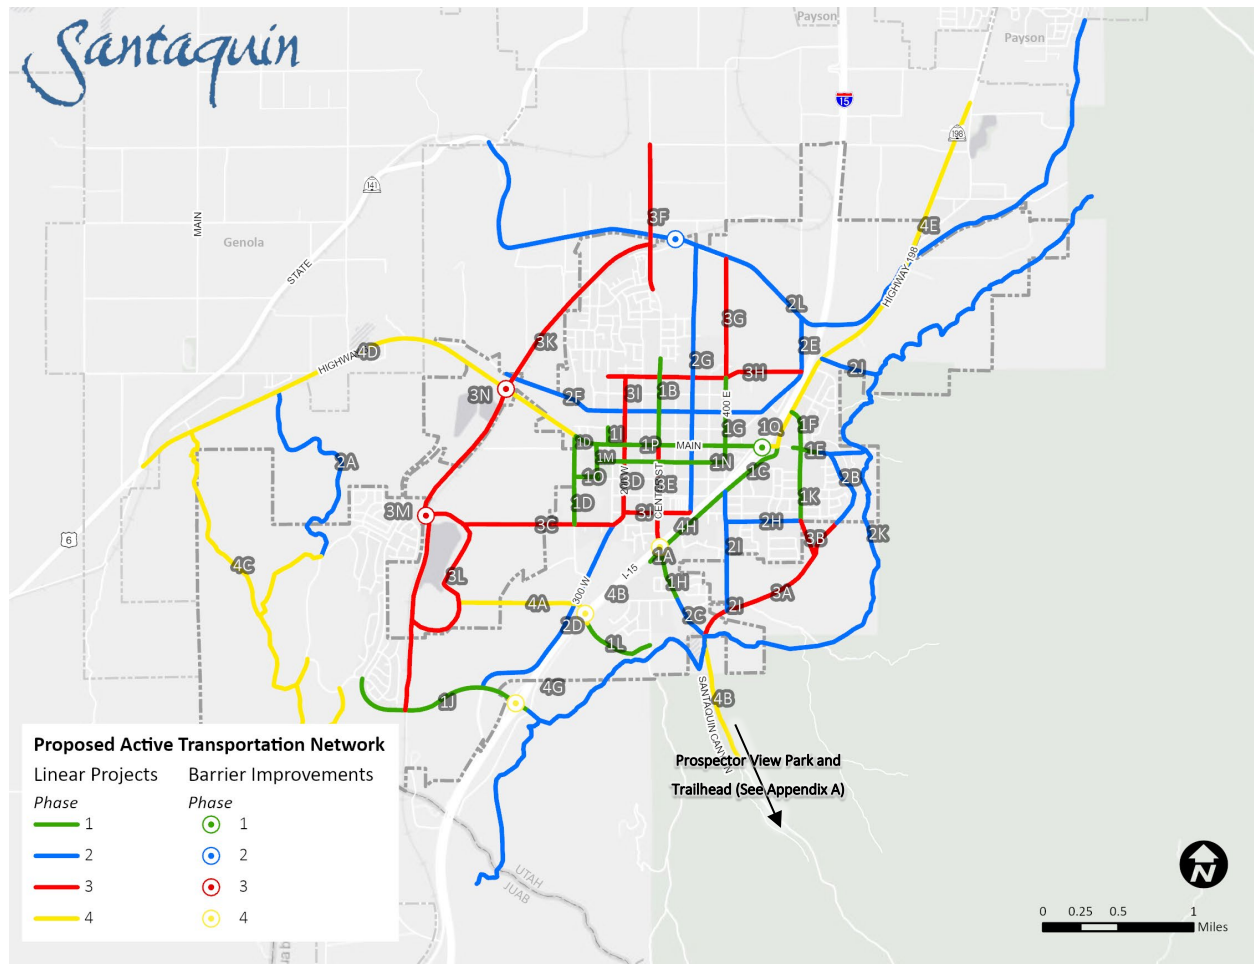 Santaquin
Payson
Payson
15
198
141
MAIN
Genola
STATE
3F
4E
HIGHWAY 198
2L
3G
3K
2E
4D
2G
2J
3H
3N
2F
3I
1B
400 E
1I
1G
1Q
1F
1D
1P
MAIN
1E
1M
1N
1C
2A
1O
3D
3E
2B
CENTER ST
1D
1K
3M
3J
3C
4H
2H
3B
2K
6
2I
1A
4C
I-15
3L
1H
300 W
4B
3A
4A
2I
2D
2C
1L
4G
SANTAQUIN CANYON
4B
1J
Prospector View Park and
Trailhead (See Appendix A)
Proposed Active Transportation Network
Linear Projects
Barrier Improvements
Phase
Phase
1
1
2
2
3
3
4
4
UTAH
JUAB
N
0 0.25 0.5 1
Miles